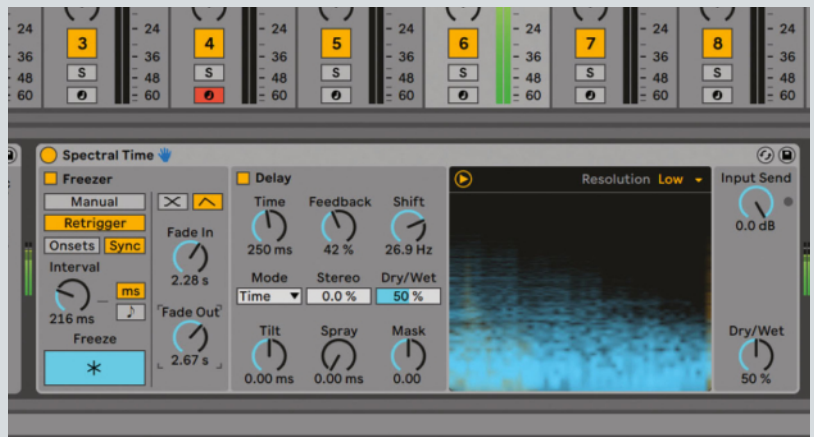 24 24 24 24 24 24 24
3 4 5 6 7 8
36 36 36 36 36 36 36
S S S S S S
48 48 48 48 48 48 48
60 60 60 60 60 60 60
Spectral Time
Freezer
Manual
Retrigger
Onsets Sync
Interval
ms
216 ms
Freeze
Fade In
2.28 s
Fade Out
2.67 s
Delay
Time Feedback Shift
250 ms 42 % 26.9 Hz
Mode Stereo Dry/Wet
Time 0.0 % 50 %
Tilt Spray Mask
0.00 ms 0.00 ms 0.00
Resolution Low
Input Send
0.0 dB
Dry/Wet
50 %